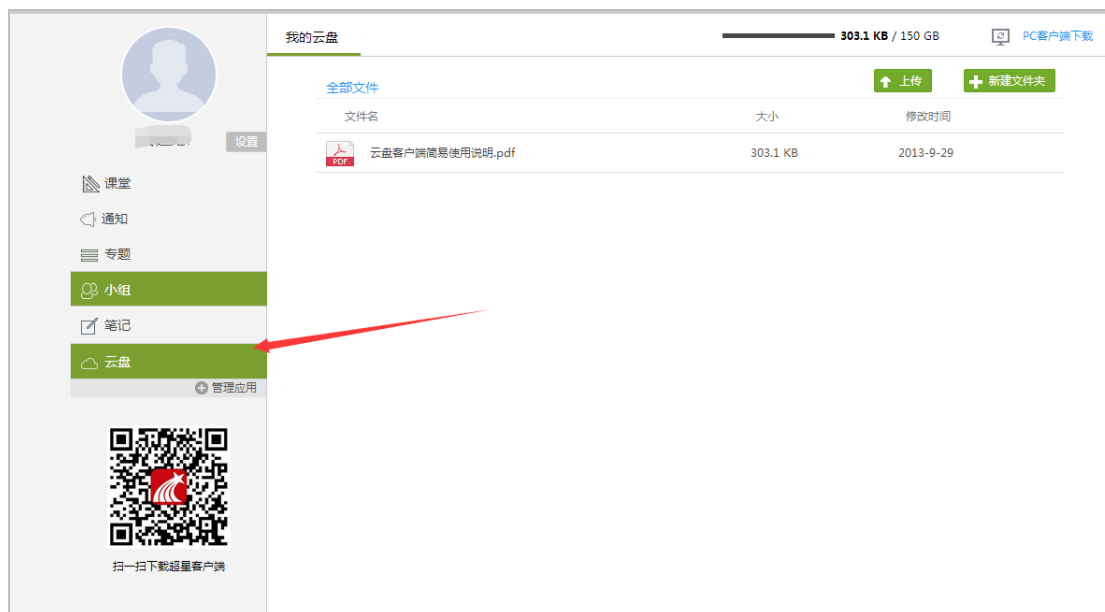 我的云盘
303.1 KB / 150 GB
PC客户端下载
全部文件
上传
新建文件夹
文件名
大小
修改时间
PDF
云盘客户端简易使用说明.pdf
303.1 KB
2013-9-29
设置
课堂
通知
专题
小组
笔记
云盘
管理应用
扫一扫下载超星客户端